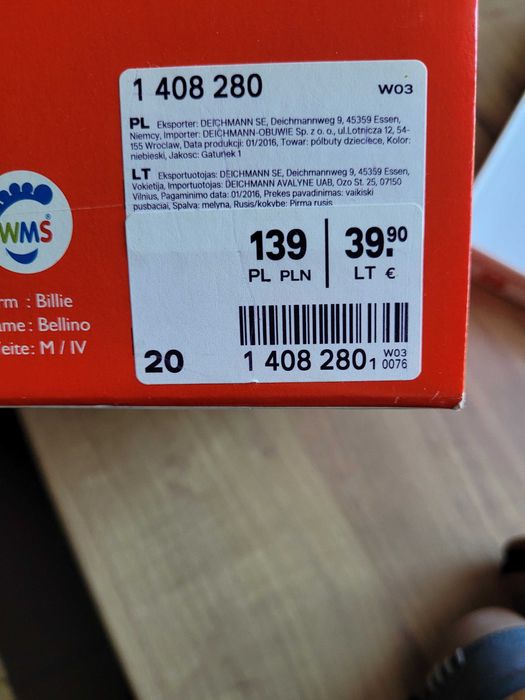 1 408 280 W03
PL Eksporter: DEICHMANN SE, Deichmannweg 9, 45359 Essen,
Niemcy, Importer: DEICHMANN-OBUWIE Sp. z o. o., ul.Lotnicza 12, 54-
155 Wroclaw, Data produkcji: 01/2016, Towar: półbuty dziecięce, Kolor:
niebieski, Jakosc: Gatunek 1
LT Eksportuotojas: DEICHMANN SE, Deichmannweg 9, 45359 Essen,
Vokietija, Importuotojas: DEICHMANN AVALYNE UAB, Ozo St. 25, 07150
Vilnius, Pagaminimo data: 01/2016, Prekes pavadinimas: vaikiski
pusbaciai, Spalva: melyna, Rusis/kokybe: Pirma rusis
WMS®
139 39.90
PL PLN LT €
rm : Billie
ame : Bellino
eite : M / IV
20 1 408 280 1 W03 0076